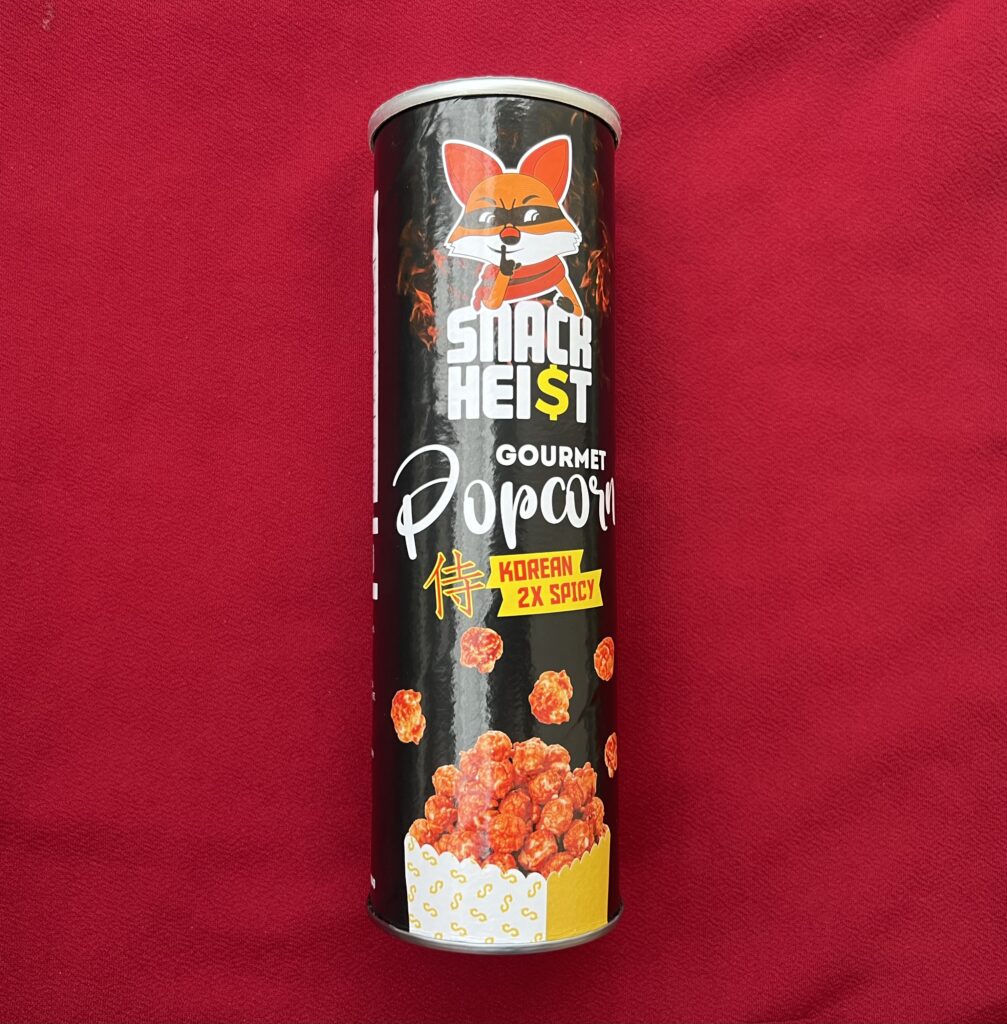 SNACK
HEI$T
GOURMET
Popcorn
侍
KOREAN
2X SPICY